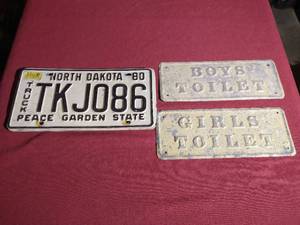 NORTH DAKOTA 80
TRUCK
TKJ086
PEACE GARDEN STATE
BOYS
TOILET
GIRLS
TOILET